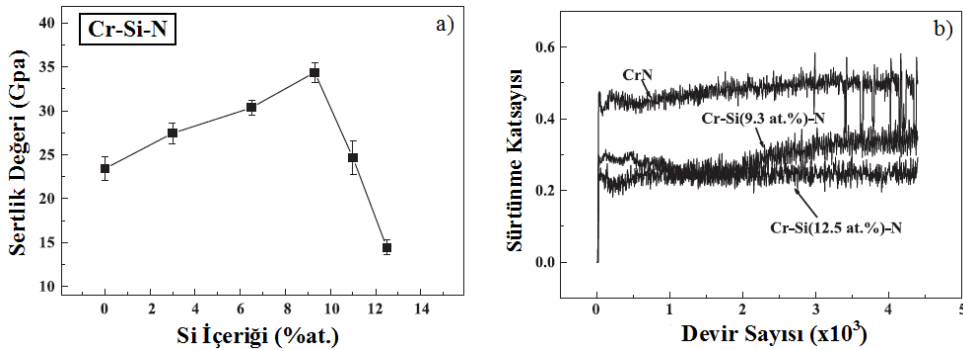 Cr-Si-N
a)
Sertlik Değeri (Gpa)
40
35
30
25
20
15
10
0 2 4 6 8 10 12 14
Si İçeriği (%at.)
b)
Sürtünme Katsayısı
0.6
0.4
0.2
0.0
CrN
Cr-Si(9.3 at.%)-N
Cr-Si(12.5 at.%)-N
0 1 2 3 4 5
Devir Sayısı (x10³)